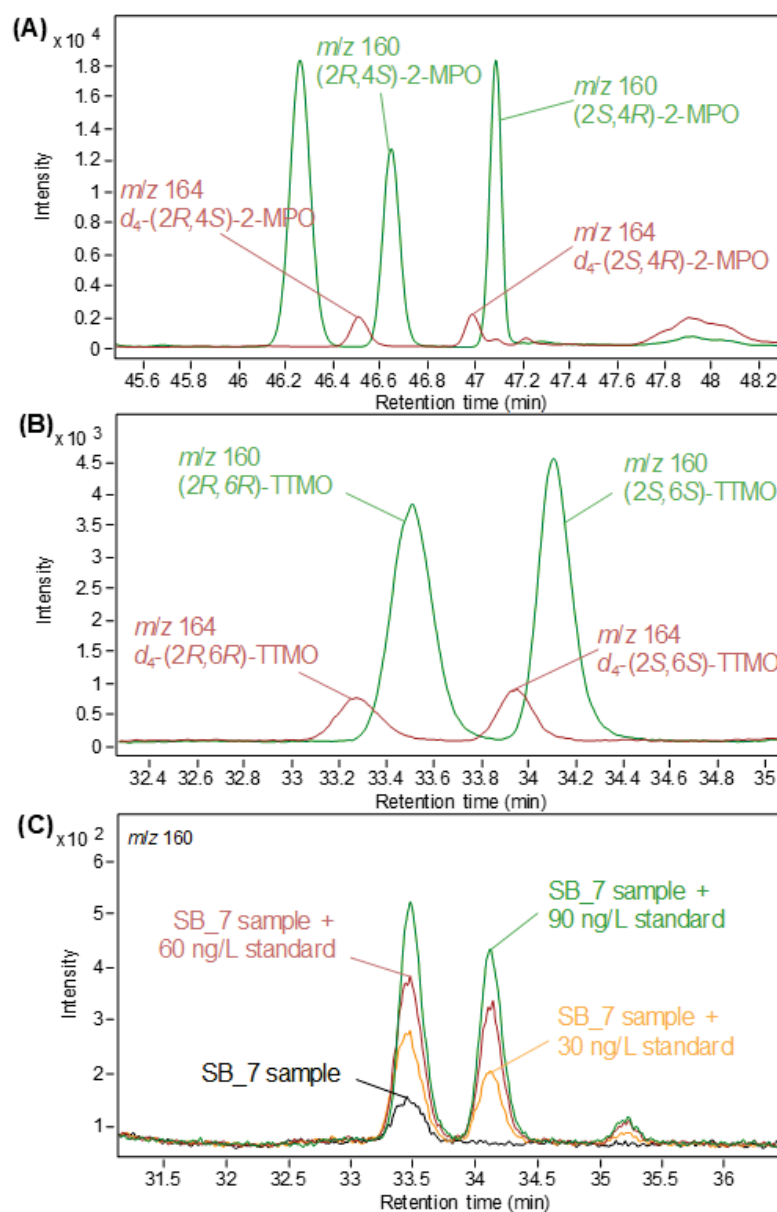 (A)
x 10 4
1.8
1.6
1.4
1.2
1
0.8
0.6
0.4
0.2
0
Intensity
m/z 160
(2R,4S)-2-MPO
m/z 160
(2S,4R)-2-MPO
m/z 164
d4-(2R,4S)-2-MPO
m/z 164
d4-(2S,4R)-2-MPO
45.6 45.8 46 46.2 46.4 46.6 46.8 47 47.2 47.4 47.6 47.8 48 48.2
Retention time (min)
(B)
x 10 3
4.5
4
3.5
3
2.5
2
1.5
1
0.5
0
Intensity
m/z 160
(2R,6R)-TTMO
m/z 160
(2S,6S)-TTMO
m/z 164
d4-(2R,6R)-TTMO
m/z 164
d4-(2S,6S)-TTMO
32.4 32.6 32.8 33 33.2 33.4 33.6 33.8 34 34.2 34.4 34.6 34.8 35
Retention time (min)
(C)
x 10 2
m/z 160
6
5
4
3
2
1
Intensity
SB_7 sample +
60 ng/L standard
SB_7 sample +
90 ng/L standard
SB_7 sample +
30 ng/L standard
SB_7 sample
31.5 32 32.5 33 33.5 34 34.5 35 35.5 36
Retention time (min)